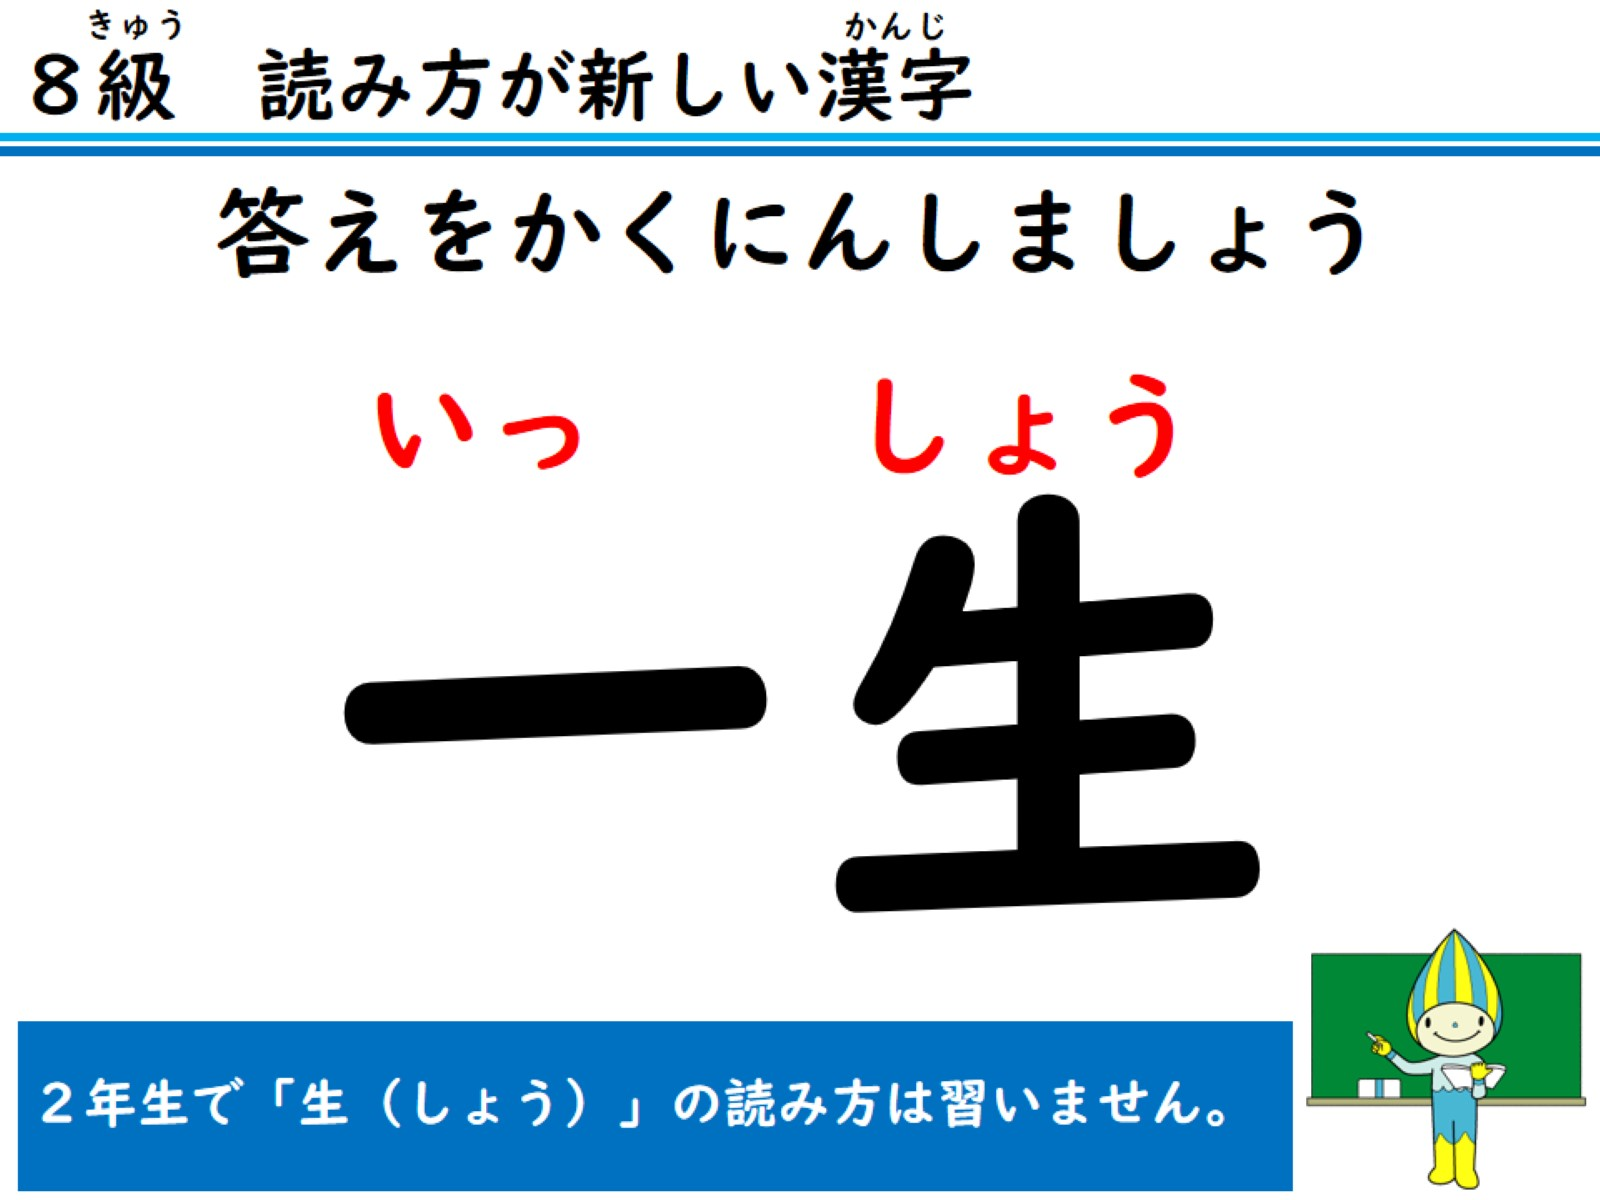 きゅう　かんじ
８級　読み方が新しい漢字
答えをかくにんしましょう
いっ　しょう
一生
２年生で「生（しょう）」の読み方は習いません。